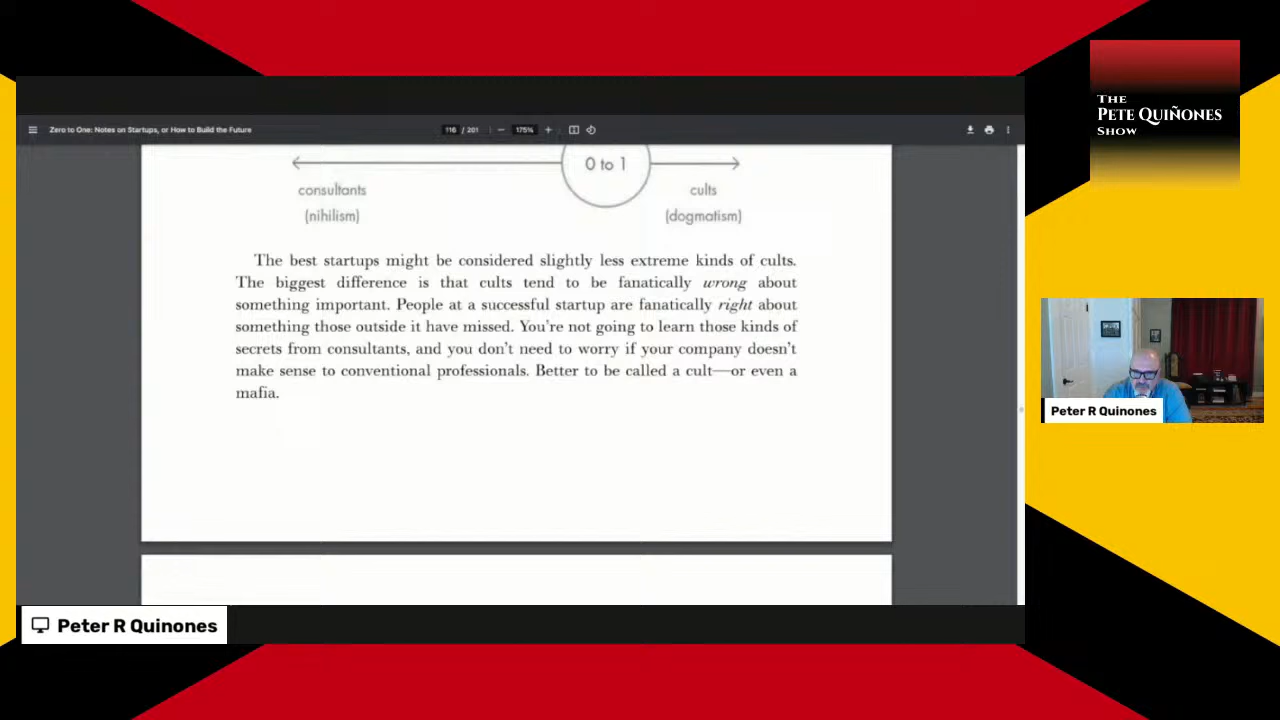 THE
PETE QUIÑONES
SHOW
Zero to One: Notes on Startups, or How to Build the Future
116 / 201
175%
0 to 1
consultants
(nihilism)
cults
(dogmatism)
The best startups might be considered slightly less extreme kinds of cults.
The biggest difference is that cults tend to be fanatically wrong about
something important. People at a successful startup are fanatically right about
something those outside it have missed. You're not going to learn those kinds of
secrets from consultants, and you don't need to worry if your company doesn't
make sense to conventional professionals. Better to be called a cult—or even a
mafia.
Peter R Quinones
Peter R Quinones